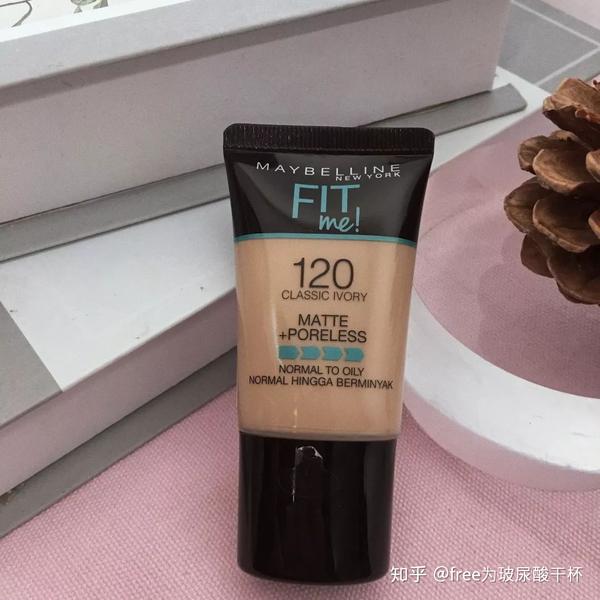 MAYBELLINE
NEW YORK
FIT
me!
120
CLASSIC IVORY
MATTE
+PORELESS
NORMAL TO OILY
NORMAL HINGGA BERMINYAK
知乎 @free为玻尿酸干杯